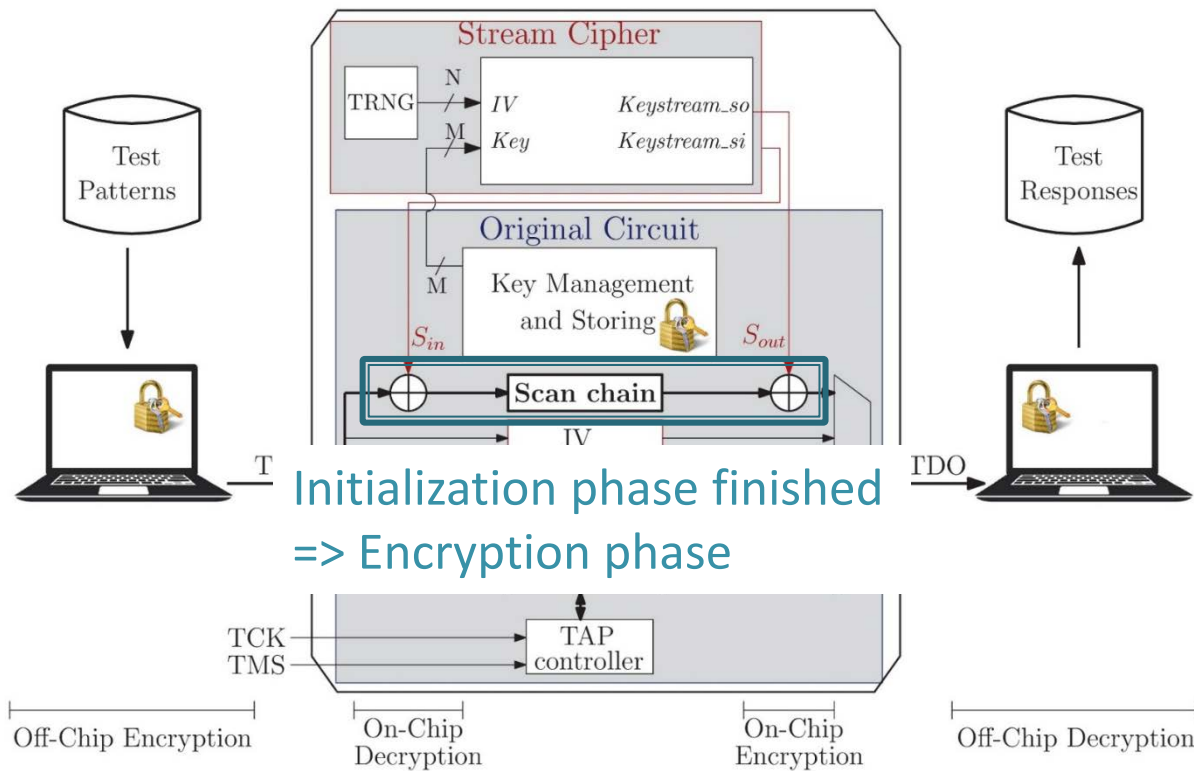 Stream Cipher
TRNG
N
M
IV
Key
Keystream_so
Keystream_si
Test
Patterns
Test
Responses
Original Circuit
M
Key Management
and Storing
S_in
S_out
Scan chain
IV
T
TDO
Initialization phase finished
=> Encryption phase
TCK
TMS
TAP
controller
Off-Chip Encryption
On-Chip
Decryption
On-Chip
Encryption
Off-Chip Decryption